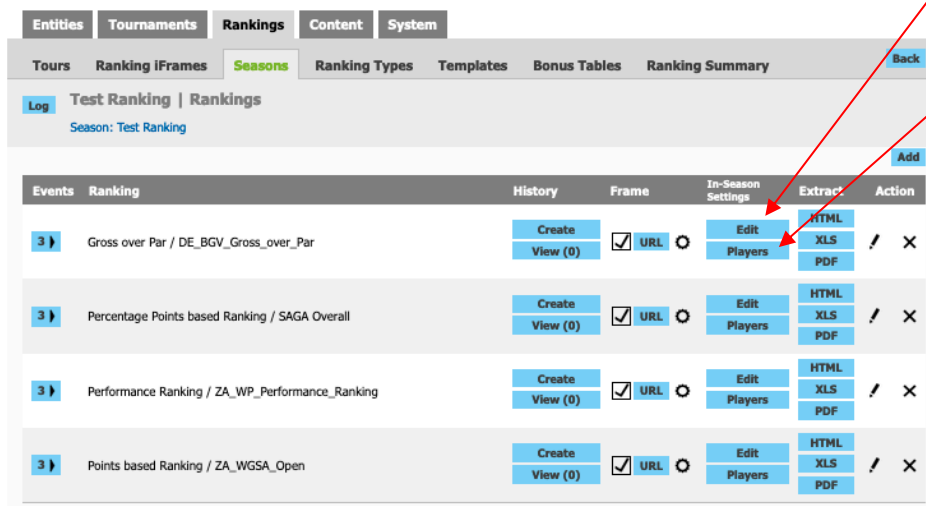 Entities Tournaments Rankings Content System
Tours Ranking iFrames Seasons Ranking Types Templates Bonus Tables Ranking Summary Back
Log Test Ranking | Rankings
Season: Test Ranking
Add
Events Ranking History Frame In-Season Settings Extract Action
3 Gross over Par / DE_BGV_Gross_over_Par Create View (0) URL Edit Players HTML XLS PDF
3 Percentage Points based Ranking / SAGA Overall Create View (0) URL Edit Players HTML XLS PDF
3 Performance Ranking / ZA_WP_Performance_Ranking Create View (0) URL Edit Players HTML XLS PDF
3 Points based Ranking / ZA_WGSA_Open Create View (0) URL Edit Players HTML XLS PDF